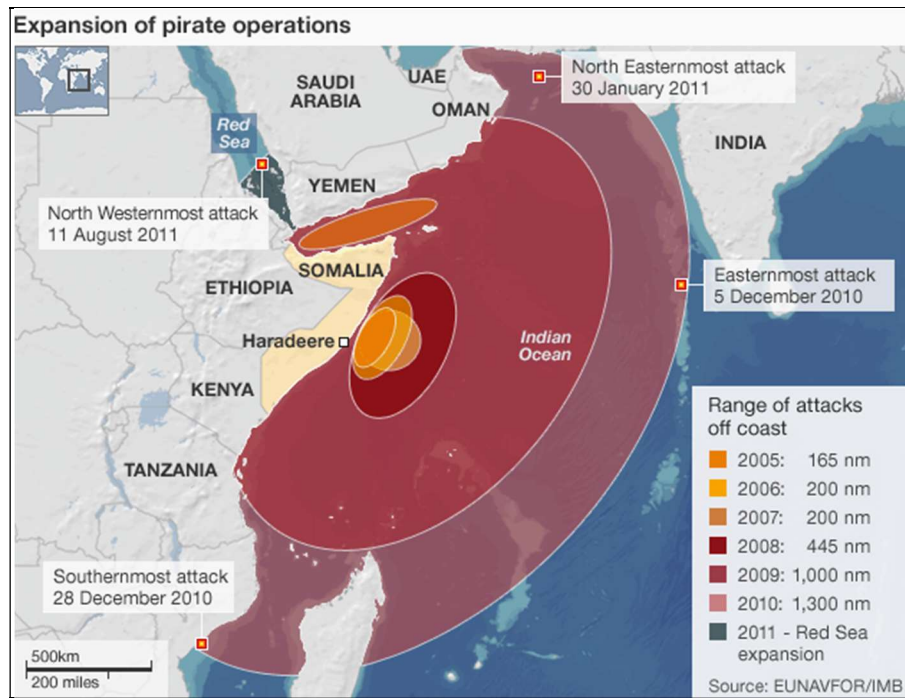 Expansion of pirate operations
SAUDI
ARABIA
UAE
OMAN
North Easternmost attack
30 January 2011
INDIA
Red
Sea
YEMEN
North Westernmost attack
11 August 2011
SOMALIA
ETHIOPIA
Easternmost attack
5 December 2010
Haradeere
Indian
Ocean
KENYA
TANZANIA
Range of attacks
off coast
2005: 165 nm
2006: 200 nm
2007: 200 nm
2008: 445 nm
2009: 1,000 nm
2010: 1,300 nm
2011 - Red Sea
expansion
Southernmost attack
28 December 2010
500km
200 miles
Source: EUNAVFOR/IMB